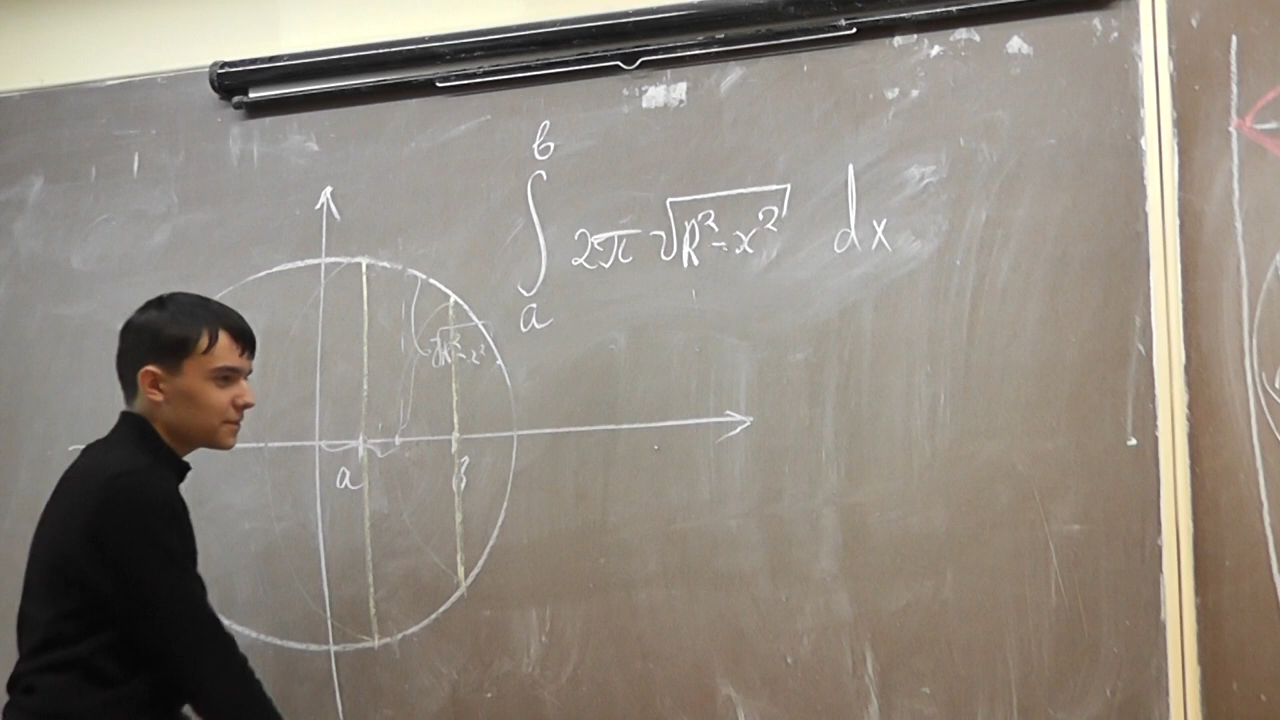 b
∫ 2π √R²-x² dx
a
√R²-x²
a b